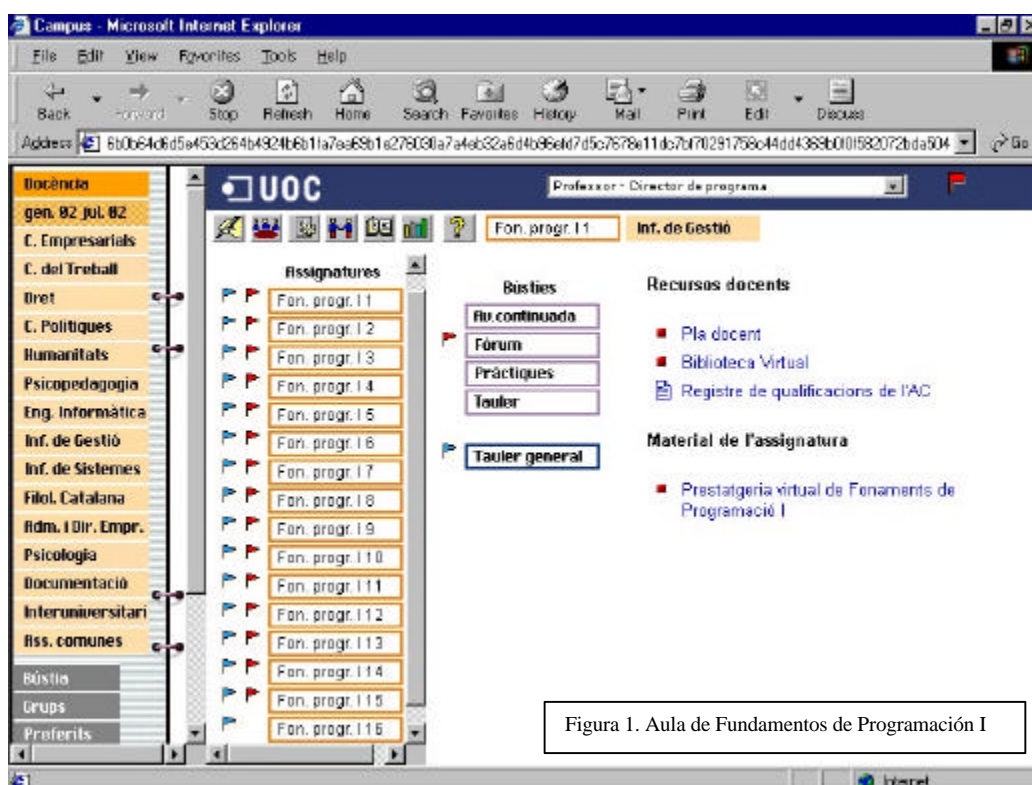 Campus - Microsoft Internet Explorer
File Edit View Favorites Tools Help
Back Forward Stop Refresh Home Search Favorites History Mail Print Edit Discuss
Address Go
Docència
gen. 02 jul. 02
C. Empresarials
C. del Treball
Dret
C. Polítiques
Humanitats
Psicopedagogia
Eng. Informàtica
Inf. de Gestió
Inf. de Sistemes
Filol. Catalana
Adm. i Dir. Empr.
Psicologia
Documentació
Interuniversitari
Ass. comunes
Bústia
Grups
Preferits
UOC
Professor - Director de programa
Fon. progr. I 1
Inf. de Gestió
Assignatures
Fon. progr. I 1
Fon. progr. I 2
Fon. progr. I 3
Fon. progr. I 4
Fon. progr. I 5
Fon. progr. I 6
Fon. progr. I 7
Fon. progr. I 8
Fon. progr. I 9
Fon. progr. I 10
Fon. progr. I 11
Fon. progr. I 12
Fon. progr. I 13
Fon. progr. I 14
Fon. progr. I 15
Fon. progr. I 16
Bústies
Av. continuada
Fòrum
Pràctiques
Tauler
Tauler general
Recursos docents
Pla docent
Biblioteca Virtual
Registre de qualificacions de l'AC
Material de l'assignatura
Prestatgeria virtual de Fonaments de
Programació I
Figura 1. Aula de Fundamentos de Programación I
Internet